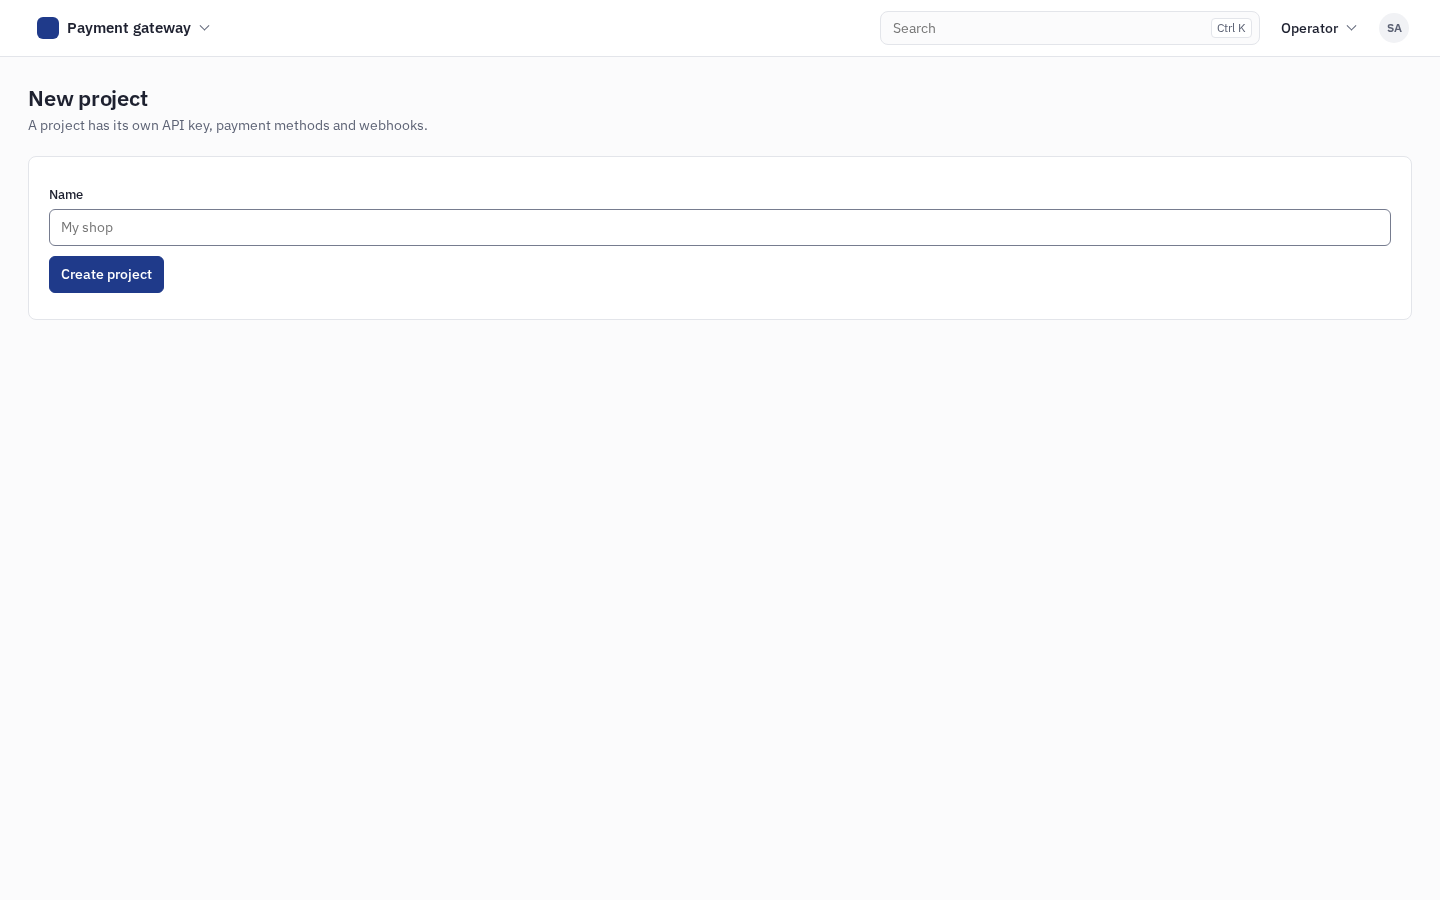 Payment gateway
Search
Ctrl K
Operator
SA
New project
A project has its own API key, payment methods and webhooks.
Name
My shop
Create project